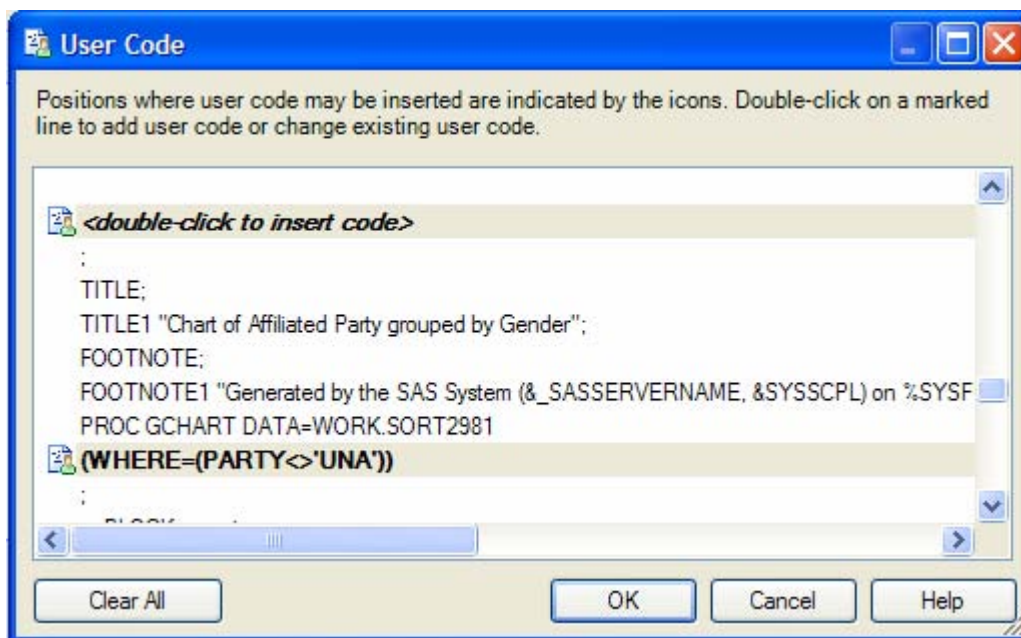 User Code
Positions where user code may be inserted are indicated by the icons. Double-click on a marked
line to add user code or change existing user code.
<double-click to insert code>
;
TITLE;
TITLE1 "Chart of Affiliated Party grouped by Gender";
FOOTNOTE;
FOOTNOTE1 "Generated by the SAS System (&_SASSERVERNAME, &SYSSCPL) on %SYSF
PROC GCHART DATA=WORK.SORT2981
(WHERE=(PARTY<>'UNA'))
;
Clear All
OK
Cancel
Help